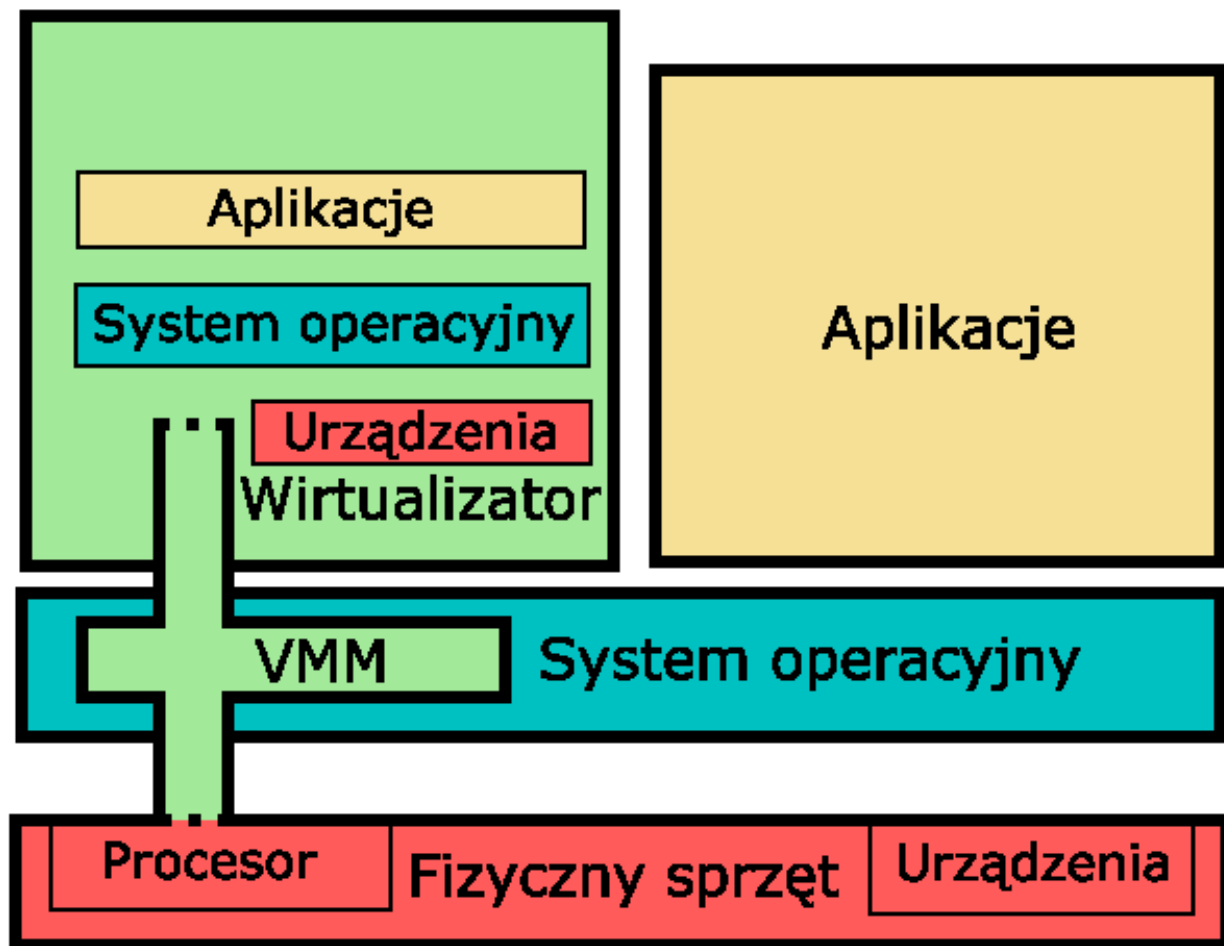 Aplikacje
System operacyjny
Urządzenia
Wirtualizator
Aplikacje
VMM
System operacyjny
Procesor
Fizyczny sprzęt
Urządzenia